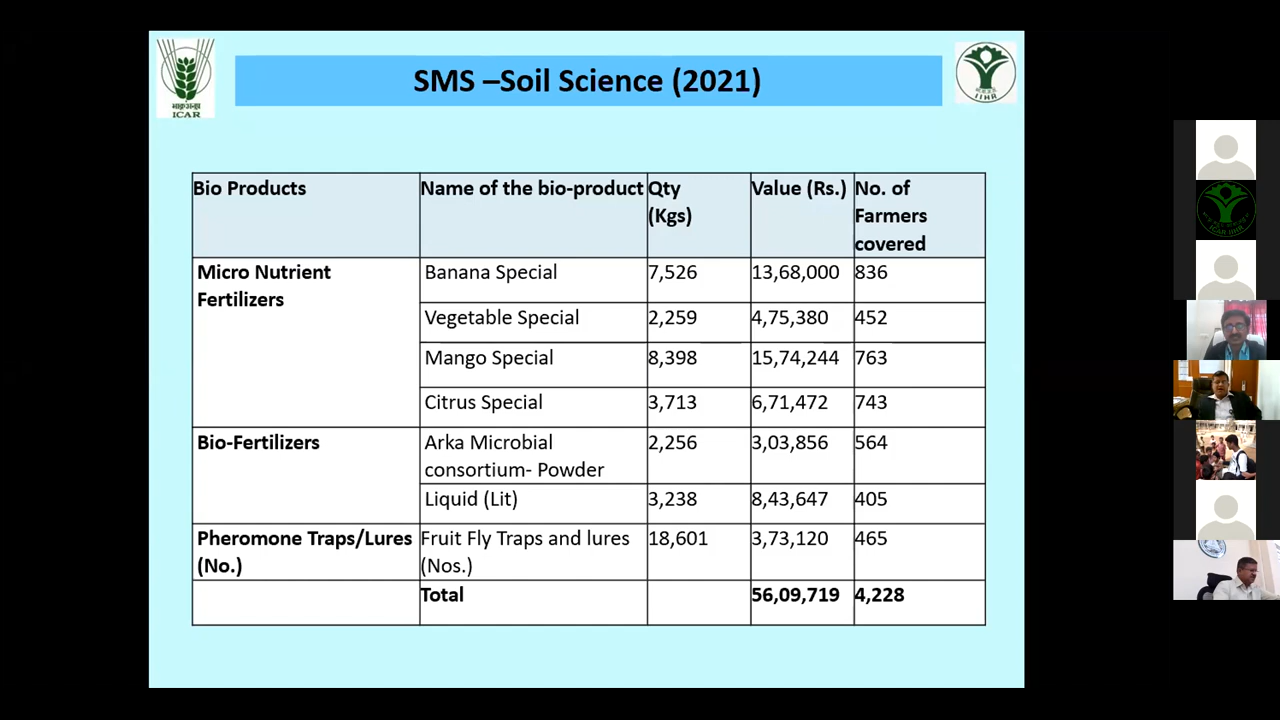 SMS –Soil Science (2021)
ICAR
IIHR
Bio Products Name of the bio-product Qty (Kgs) Value (Rs.) No. of Farmers covered
Micro Nutrient Fertilizers Banana Special 7,526 13,68,000 836
Vegetable Special 2,259 4,75,380 452
Mango Special 8,398 15,74,244 763
Citrus Special 3,713 6,71,472 743
Bio-Fertilizers Arka Microbial consortium- Powder 2,256 3,03,856 564
Liquid (Lit) 3,238 8,43,647 405
Pheromone Traps/Lures (No.) Fruit Fly Traps and lures (Nos.) 18,601 3,73,120 465
Total 56,09,719 4,228